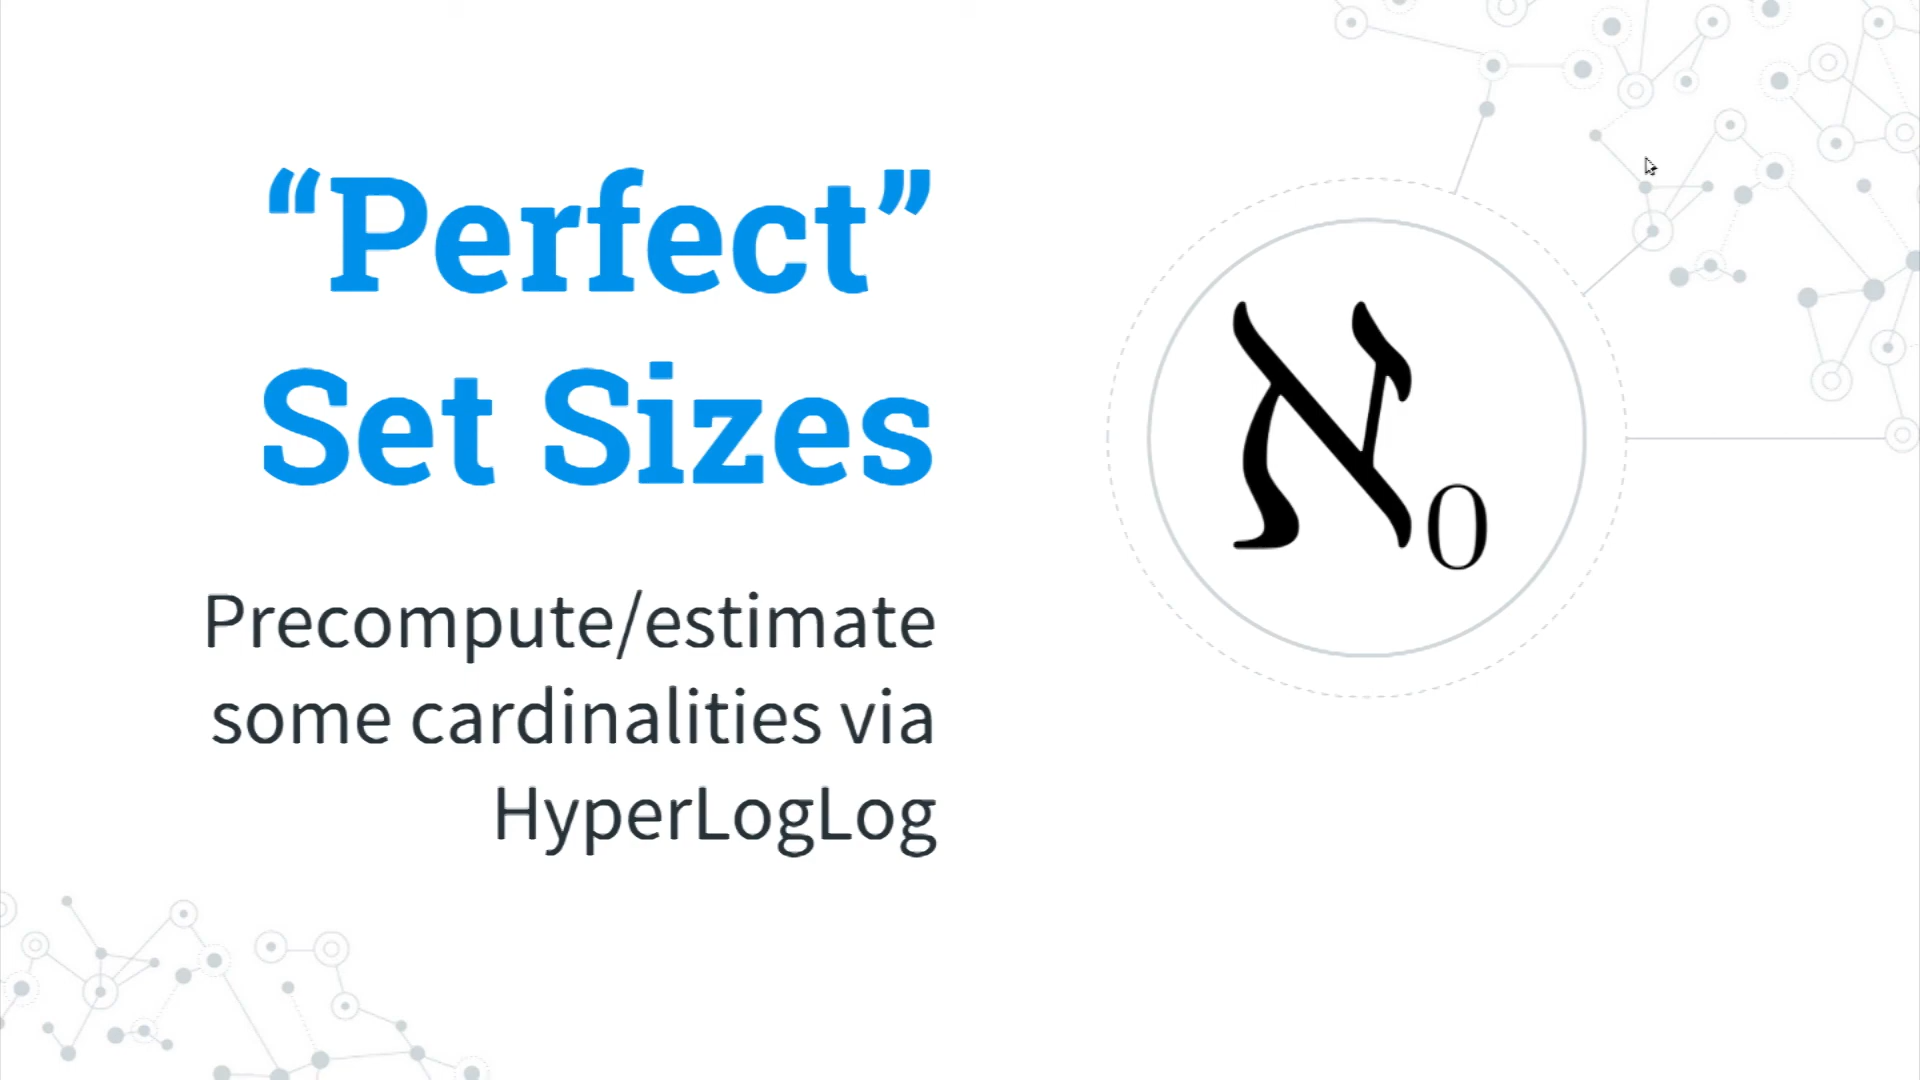 “Perfect”
Set Sizes
Precompute/estimate
some cardinalities via
HyperLogLog
ℵ₀